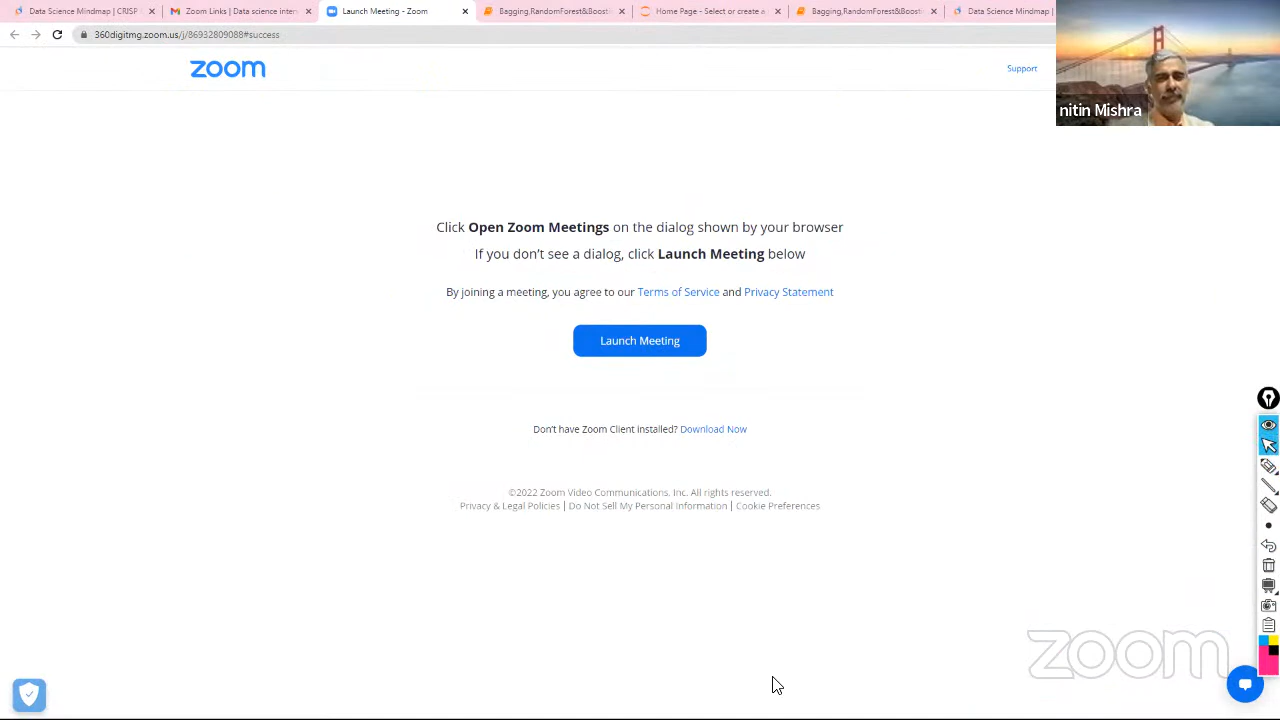 Data Science Mindmap | CRISP
Zoom Links | Data science inter
Launch Meeting - Zoom
Bagging,RandomForest&Boosti
Home Page - Select or create a
Bagging,RandomForest&Boosti
Data Science Mindmap |
360digitmg.zoom.us/j/86932809088#success
zoom
Support
nitin Mishra
Click Open Zoom Meetings on the dialog shown by your browser
If you don't see a dialog, click Launch Meeting below
By joining a meeting, you agree to our Terms of Service and Privacy Statement
Launch Meeting
Don't have Zoom Client installed? Download Now
©2022 Zoom Video Communications, Inc. All rights reserved.
Privacy & Legal Policies | Do Not Sell My Personal Information | Cookie Preferences
zoom